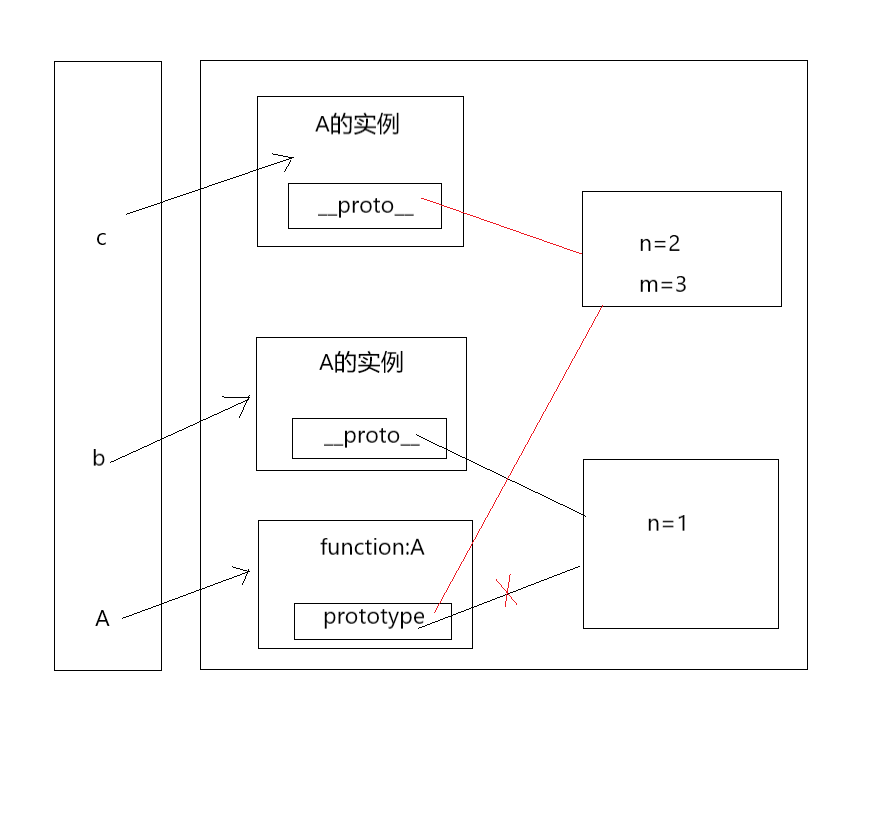 A的实例
__proto__
c
n=2
m=3
A的实例
__proto__
b
n=1
function:A
prototype
A